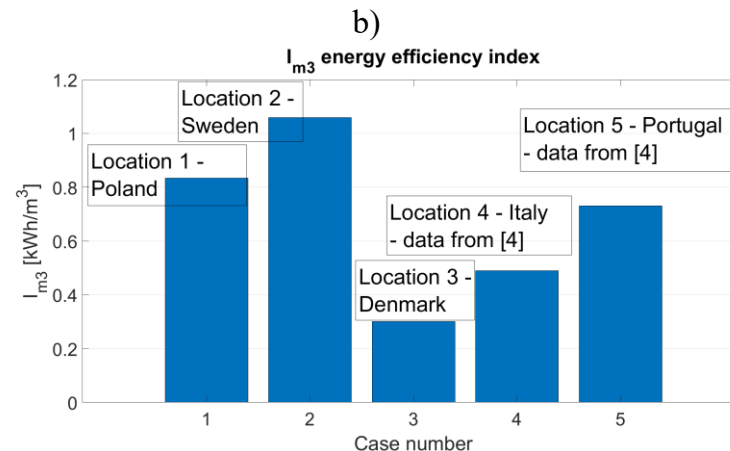 b)
I_m3 energy efficiency index
1.2
1
0.8
0.6
0.4
0.2
0
I_m3 [kWh/m³]
Location 1 -
Poland
Location 2 -
Sweden
Location 3 -
Denmark
Location 4 - Italy
- data from [4]
Location 5 - Portugal
- data from [4]
1 2 3 4 5
Case number